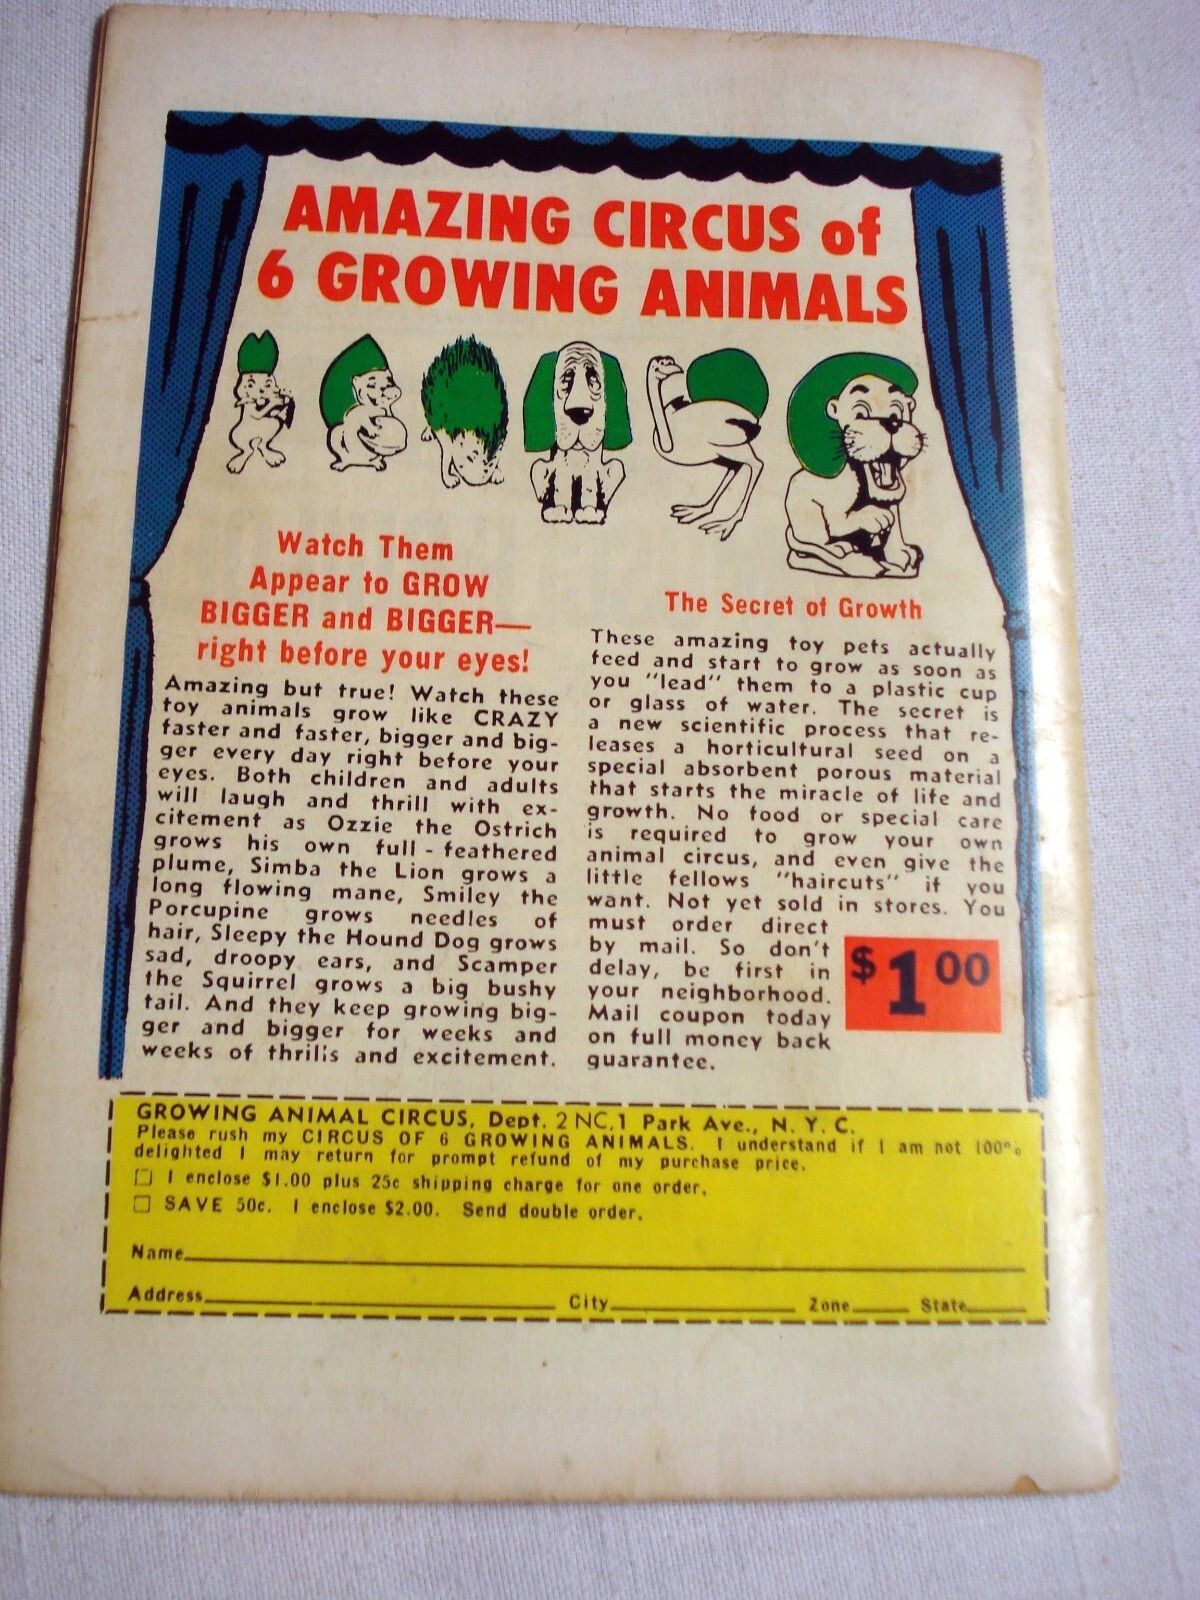 AMAZING CIRCUS of
6 GROWING ANIMALS
Watch Them
Appear to GROW
BIGGER and BIGGER—
right before your eyes!
Amazing but true! Watch these
toy animals grow like CRAZY
faster and faster, bigger and big-
ger every day right before your
eyes. Both children and adults
will laugh and thrill with ex-
citement as Ozzie the Ostrich
grows his own full - feathered
plume, Simba the Lion grows a
long flowing mane, Smiley the
Porcupine grows needles of
hair, Sleepy the Hound Dog grows
sad, droopy ears, and Scamper
the Squirrel grows a big bushy
tail. And they keep growing big-
ger and bigger for weeks and
weeks of thrills and excitement.
The Secret of Growth
These amazing toy pets actually
feed and start to grow as soon as
you "lead" them to a plastic cup
or glass of water. The secret is
a new scientific process that re-
leases a horticultural seed on a
special absorbent porous material
that starts the miracle of life and
growth. No food or special care
is required to grow your own
animal circus, and even give the
little fellows "haircuts" if you
want. Not yet sold in stores. You
must order direct
by mail. So don't
delay, be first in
your neighborhood.
Mail coupon today
on full money back
guarantee.
$1.00
GROWING ANIMAL CIRCUS, Dept. 2 NC, 1 Park Ave., N. Y. C.
Please rush my CIRCUS OF 6 GROWING ANIMALS. I understand if I am not 100%
delighted I may return for prompt refund of my purchase price.
☐ I enclose $1.00 plus 25c shipping charge for one order.
☐ SAVE 50c. I enclose $2.00. Send double order.
Name
Address City Zone State